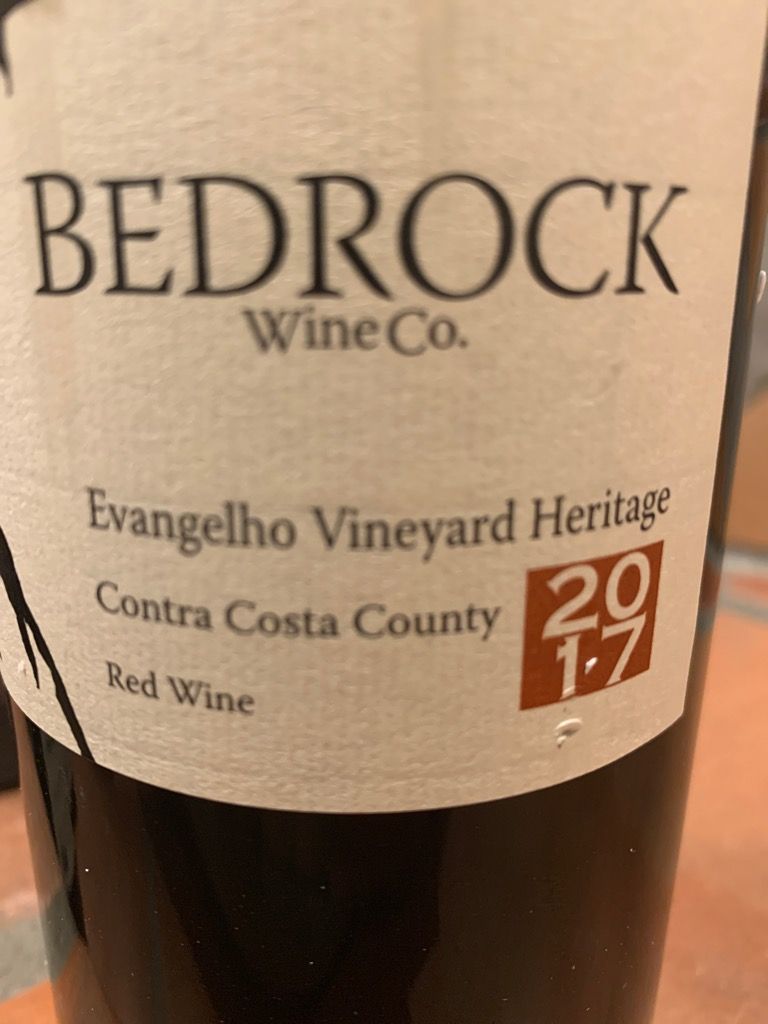 BEDROCK
Wine Co.
Evangelho Vineyard Heritage
Contra Costa County
Red Wine
20
17